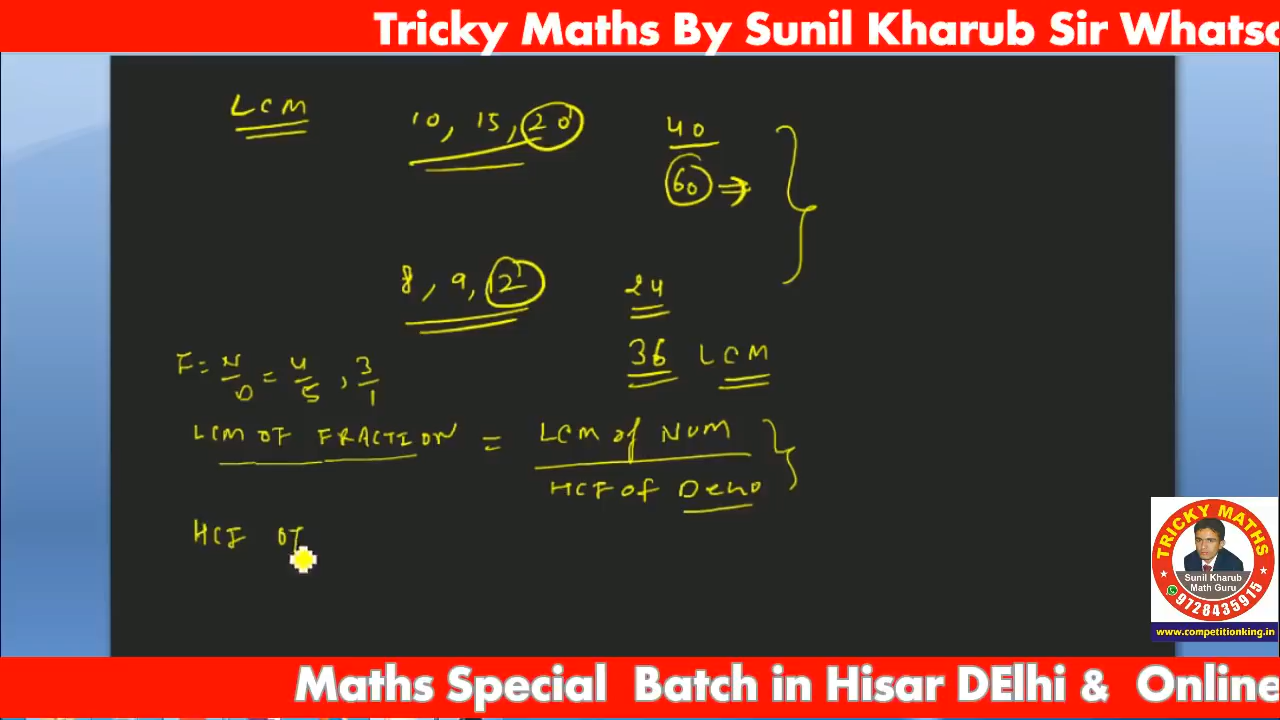 Tricky Maths By Sunil Kharub Sir Whatsa
LCM 10, 15, 20 40
60 ⇒
8, 9, 12 24
36 LCM
F = N/D = 4/5, 3/1
LCM OF FRACTION = LCM of NUM / HCF OF Deno
HCF OF
TRICKY MATHS
Sunil Kharub
Math Guru
9728435915
www.competitionking.in
Maths Special Batch in Hisar DElhi & Online